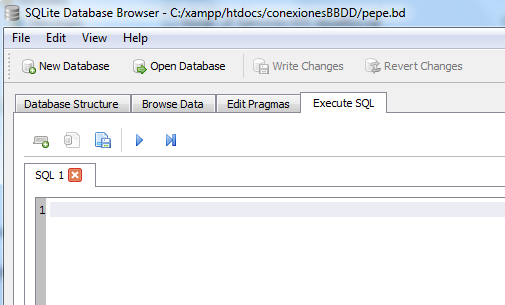 SQLite Database Browser - C:/xampp/htdocs/conexionesBBDD/pepe.bd
File Edit View Help
New Database Open Database Write Changes Revert Changes
Database Structure Browse Data Edit Pragmas Execute SQL
SQL 1
1